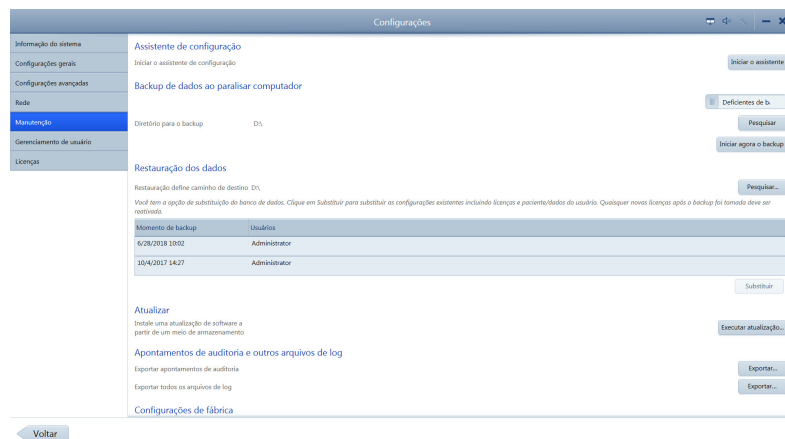 Configurações
Informação do sistema
Configurações gerais
Configurações avançadas
Rede
Manutenção
Gerenciamento de usuário
Licenças
Assistente de configuração
Iniciar o assistente de configuração
Iniciar o assistente
Backup de dados ao paralisar computador
Deficientes de b
Diretório para o backup D:\
Pesquisar
Iniciar agora o backup
Restauração dos dados
Restauração define caminho de destino D:\
Pesquisar...
Você tem a opção de substituição do banco de dados. Clique em Substituir para substituir as configurações existentes incluindo licenças e paciente/dados do usuário. Quaisquer novas licenças após o backup foi tomada deve ser
reativada.
Momento de backup Usuários
6/28/2018 10:02 Administrator
10/4/2017 14:27 Administrator
Substituir
Atualizar
Instale uma atualização de software a
partir de um meio de armazenamento
Executar atualização...
Apontamentos de auditoria e outros arquivos de log
Exportar apontamentos de auditoria
Exportar...
Exportar todos os arquivos de log
Exportar...
Configurações de fábrica
Voltar